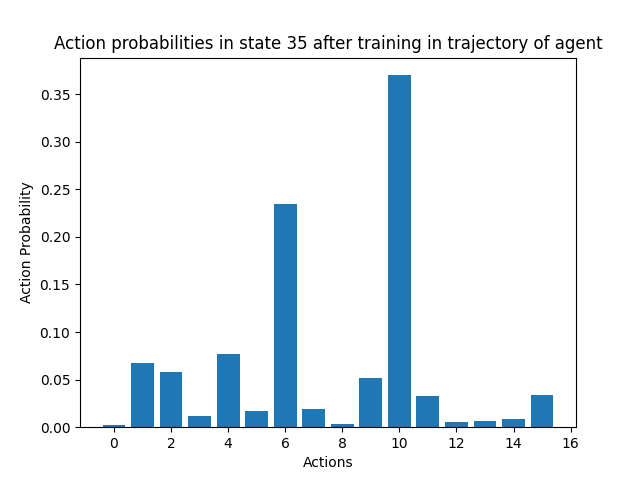 Action probabilities in state 35 after training in trajectory of agent
0.35
0.30
0.25
0.20
0.15
0.10
0.05
0.00
Action Probability
0 2 4 6 8 10 12 14 16
Actions